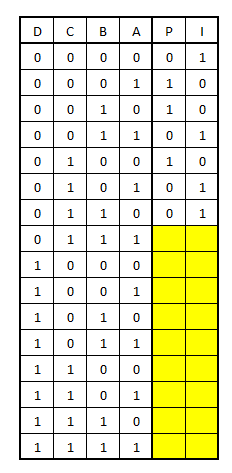 D C B A P I
0 0 0 0 0 1
0 0 0 1 1 0
0 0 1 0 1 0
0 0 1 1 0 1
0 1 0 0 1 0
0 1 0 1 0 1
0 1 1 0 0 1
0 1 1 1
1 0 0 0
1 0 0 1
1 0 1 0
1 0 1 1
1 1 0 0
1 1 0 1
1 1 1 0
1 1 1 1